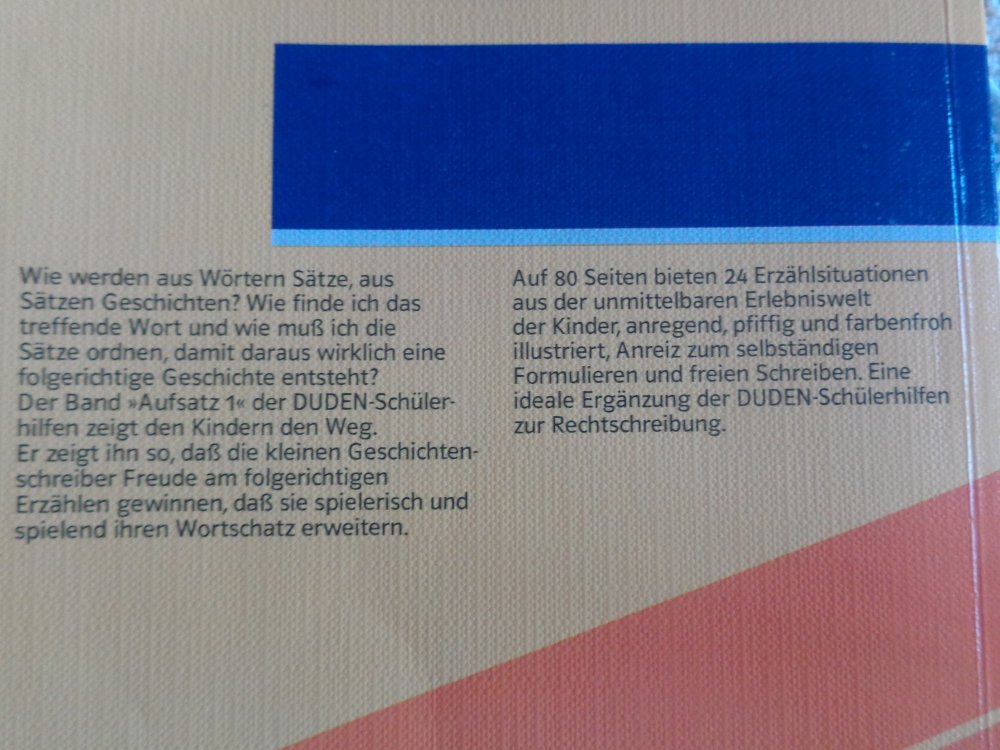 Wie werden aus Wörtern Sätze, aus
Sätzen Geschichten? Wie finde ich das
treffende Wort und wie muß ich die
Sätze ordnen, damit daraus wirklich eine
folgerichtige Geschichte entsteht?
Der Band »Aufsatz 1« der DUDEN-Schüler-
hilfen zeigt den Kindern den Weg.
Er zeigt ihn so, daß die kleinen Geschichten-
schreiber Freude am folgerichtigen
Erzählen gewinnen, daß sie spielerisch und
spielend ihren Wortschatz erweitern.
Auf 80 Seiten bieten 24 Erzählsituationen
aus der unmittelbaren Erlebniswelt
der Kinder, anregend, pfiffig und farbenfroh
illustriert, Anreiz zum selbständigen
Formulieren und freien Schreiben. Eine
ideale Ergänzung der DUDEN-Schülerhilfen
zur Rechtschreibung.